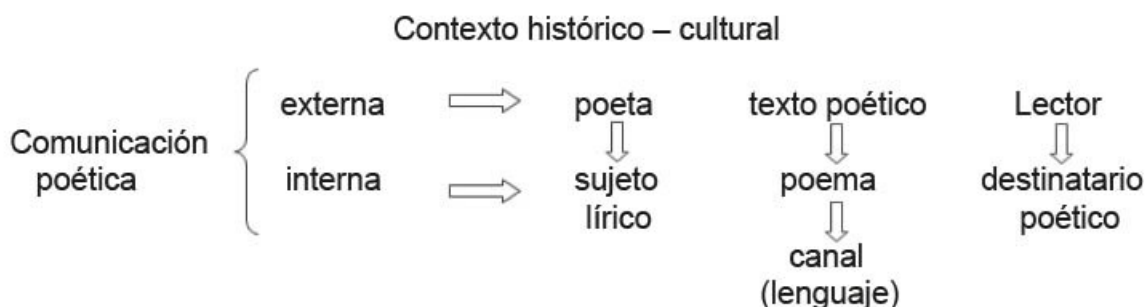 Contexto histórico – cultural
externa poeta texto poético Lector
Comunicación
poética
interna sujeto
lírico
poema
destinatario
poético
canal
(lenguaje)